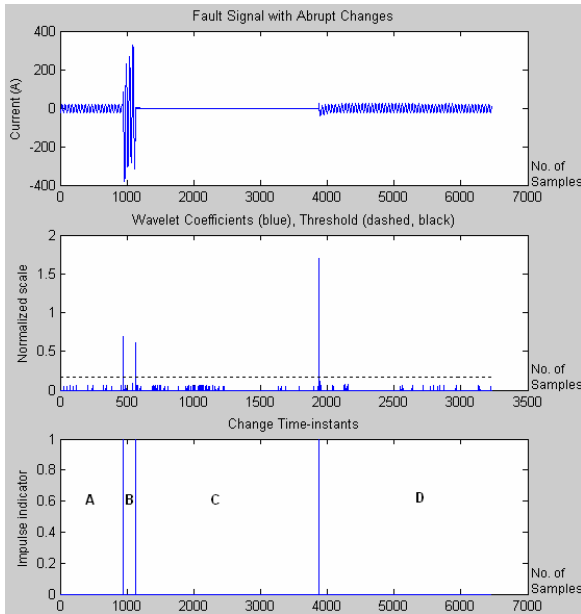 Fault Signal with Abrupt Changes
400
200
0
-200
-400
Current (A)
0 1000 2000 3000 4000 5000 6000 7000
No. of
Samples
Wavelet Coefficients (blue), Threshold (dashed, black)
2
1.5
1
0.5
0
Normalized scale
0 500 1000 1500 2000 2500 3000 3500
No. of
Samples
Change Time-instants
1
0.8
0.6
0.4
0.2
0
Impulse indicator
A B C D
0 1000 2000 3000 4000 5000 6000 7000
No. of
Samples